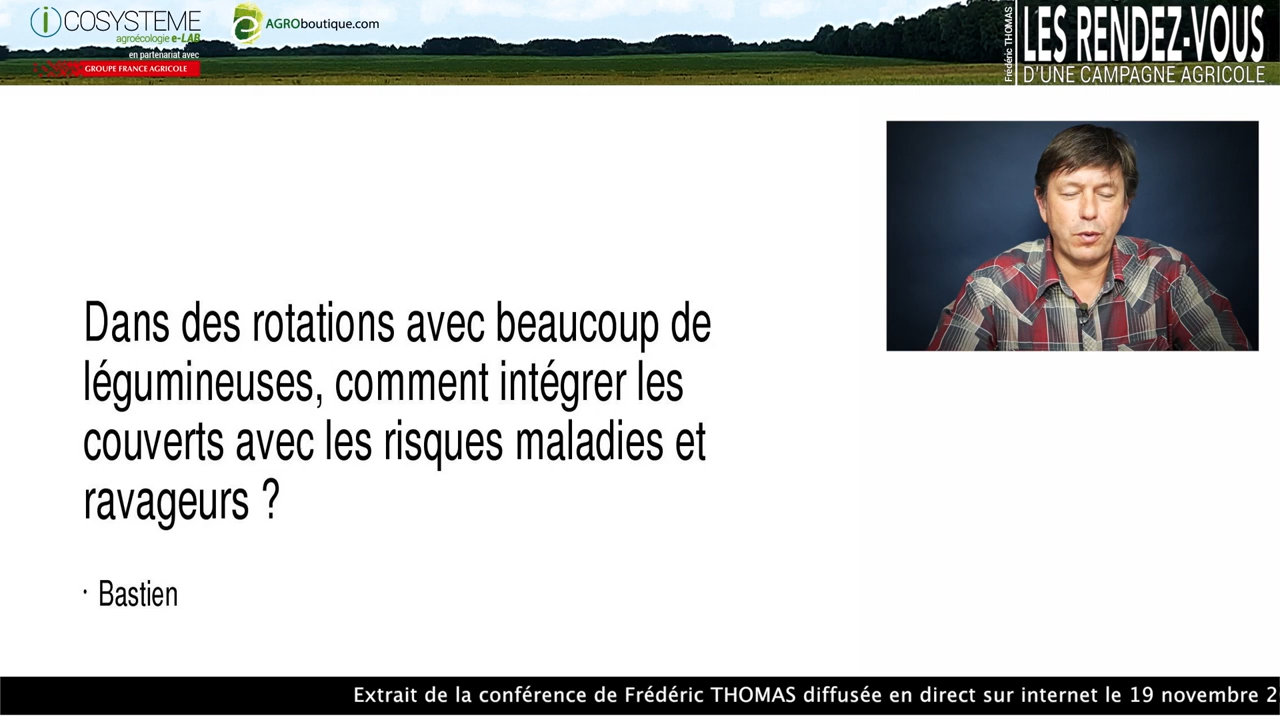 iCOSYSTEME
agroécologie e-LAB
en partenariat avec
GROUPE FRANCE AGRICOLE
e AGROboutique.com
Frédéric THOMAS
LES RENDEZ-VOUS
D'UNE CAMPAGNE AGRICOLE
Dans des rotations avec beaucoup de
légumineuses, comment intégrer les
couverts avec les risques maladies et
ravageurs ?
· Bastien
Extrait de la conférence de Frédéric THOMAS diffusée en direct sur internet le 19 novembre 2